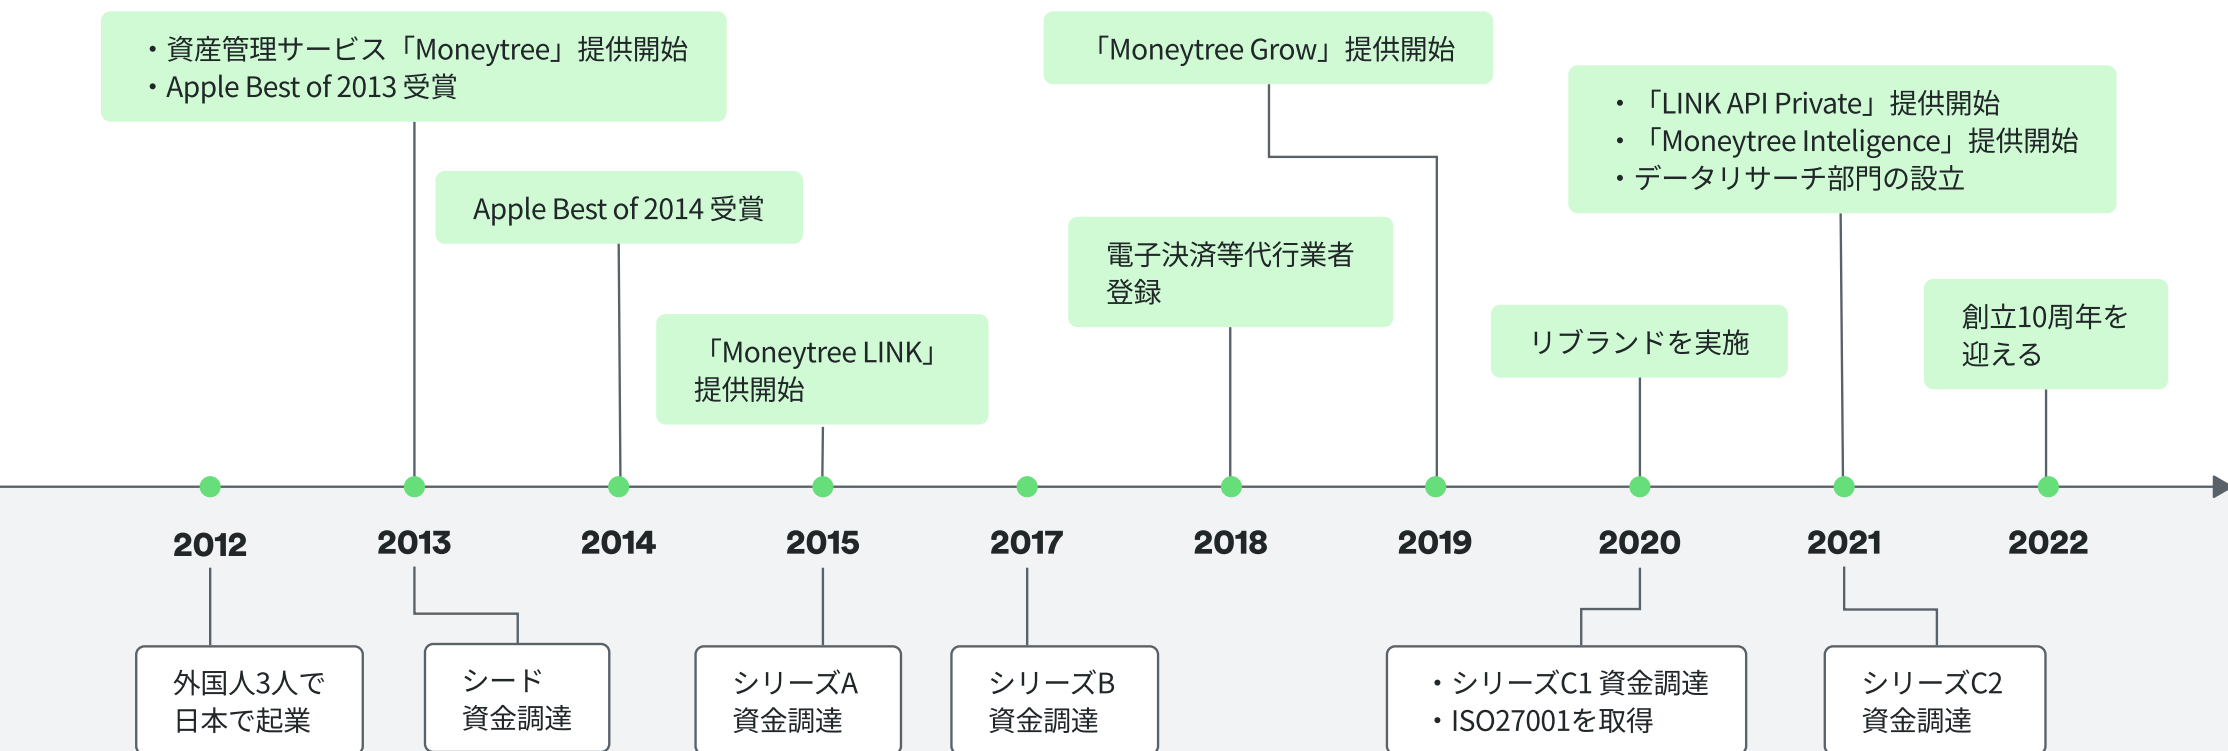 ・資産管理サービス「Moneytree」提供開始
・Apple Best of 2013 受賞
「Moneytree Grow」提供開始
・「LINK API Private」提供開始
・「Moneytree Inteligence」提供開始
・データリサーチ部門の設立
Apple Best of 2014 受賞
電子決済等代行業者
登録
「Moneytree LINK」
提供開始
リブランドを実施
創立10周年を
迎える
2012
2013
2014
2015
2017
2018
2019
2020
2021
2022
外国人3人で
日本で起業
シード
資金調達
シリーズA
資金調達
シリーズB
資金調達
・シリーズC1 資金調達
・ISO27001を取得
シリーズC2
資金調達